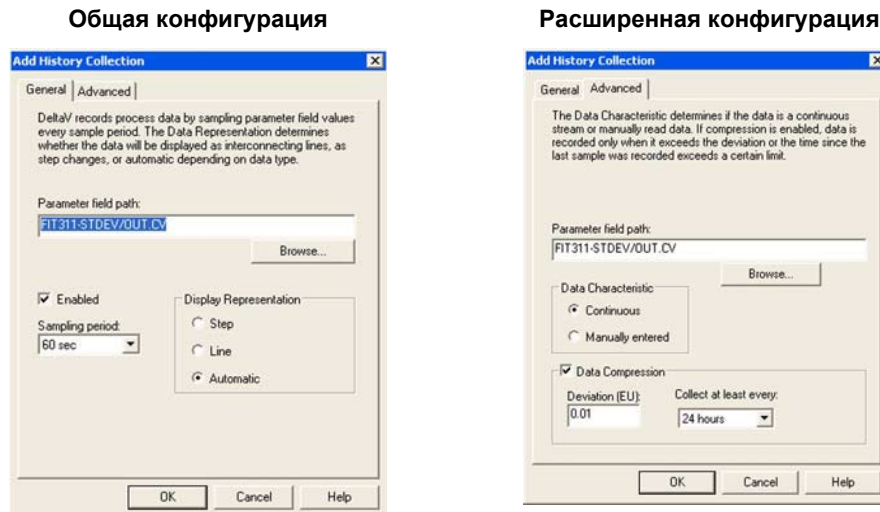 Общая конфигурация
Add History Collection
General
Advanced
DeltaV records process data by sampling parameter field values
every sample period. The Data Representation determines
whether the data will be displayed as interconnecting lines, as
step changes, or automatic depending on data type.
Parameter field path:
FIT311-STDEV/OUT.CV
Browse...
Enabled
Sampling period:
60 sec
Display Representation
Step
Line
Automatic
OK
Cancel
Help
Расширенная конфигурация
Add History Collection
General
Advanced
The Data Characteristic determines if the data is a continuous
stream or manually read data. If compression is enabled, data is
recorded only when it exceeds the deviation or the time since the
last sample was recorded exceeds a certain limit.
Parameter field path:
FIT311-STDEV/OUT.CV
Browse...
Data Characteristic
Continuous
Manually entered
Data Compression
Deviation (EU):
0.01
Collect at least every:
24 hours
OK
Cancel
Help